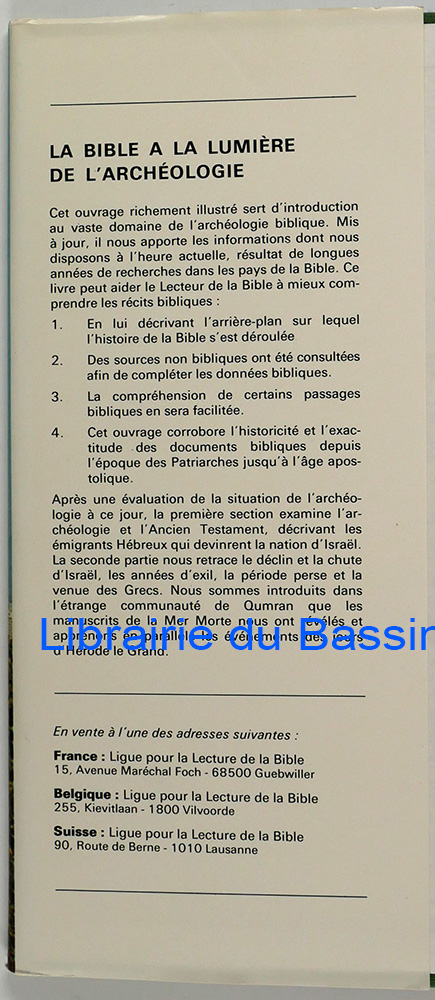 LA BIBLE A LA LUMIÈRE
DE L'ARCHÉOLOGIE
Cet ouvrage richement illustré sert d'introduction
au vaste domaine de l'archéologie biblique. Mis
à jour, il nous apporte les informations dont nous
disposons à l'heure actuelle, résultat de longues
années de recherches dans les pays de la Bible. Ce
livre peut aider le Lecteur de la Bible à mieux com-
prendre les récits bibliques :
1. En lui décrivant l'arrière-plan sur lequel
l'histoire de la Bible s'est déroulée
2. Des sources non bibliques ont été consultées
afin de compléter les données bibliques.
3. La compréhension de certains passages
bibliques en sera facilitée.
4. Cet ouvrage corrobore l'historicité et l'exac-
titude des documents bibliques depuis
l'époque des Patriarches jusqu'à l'âge apos-
tolique.
Après une évaluation de la situation de l'archéo-
logie à ce jour, la première section examine l'ar-
chéologie et l'Ancien Testament, décrivant les
émigrants Hébreux qui devinrent la nation d'Israël.
La seconde partie nous retrace le déclin et la chute
d'Israël, les années d'exil, la période perse et la
venue des Grecs. Nous sommes introduits dans
l'étrange communauté de Qumran que les
manuscrits de la Mer Morte nous ont révélés et
apprenons en parallèle les événements des jours
d'Hérode le Grand.
Librairie du Bassin
En vente à l'une des adresses suivantes :
France : Ligue pour la Lecture de la Bible
15, Avenue Maréchal Foch - 68500 Guebwiller
Belgique : Ligue pour la Lecture de la Bible
255, Kievitlaan - 1800 Vilvoorde
Suisse : Ligue pour la Lecture de la Bible
90, Route de Berne - 1010 Lausanne